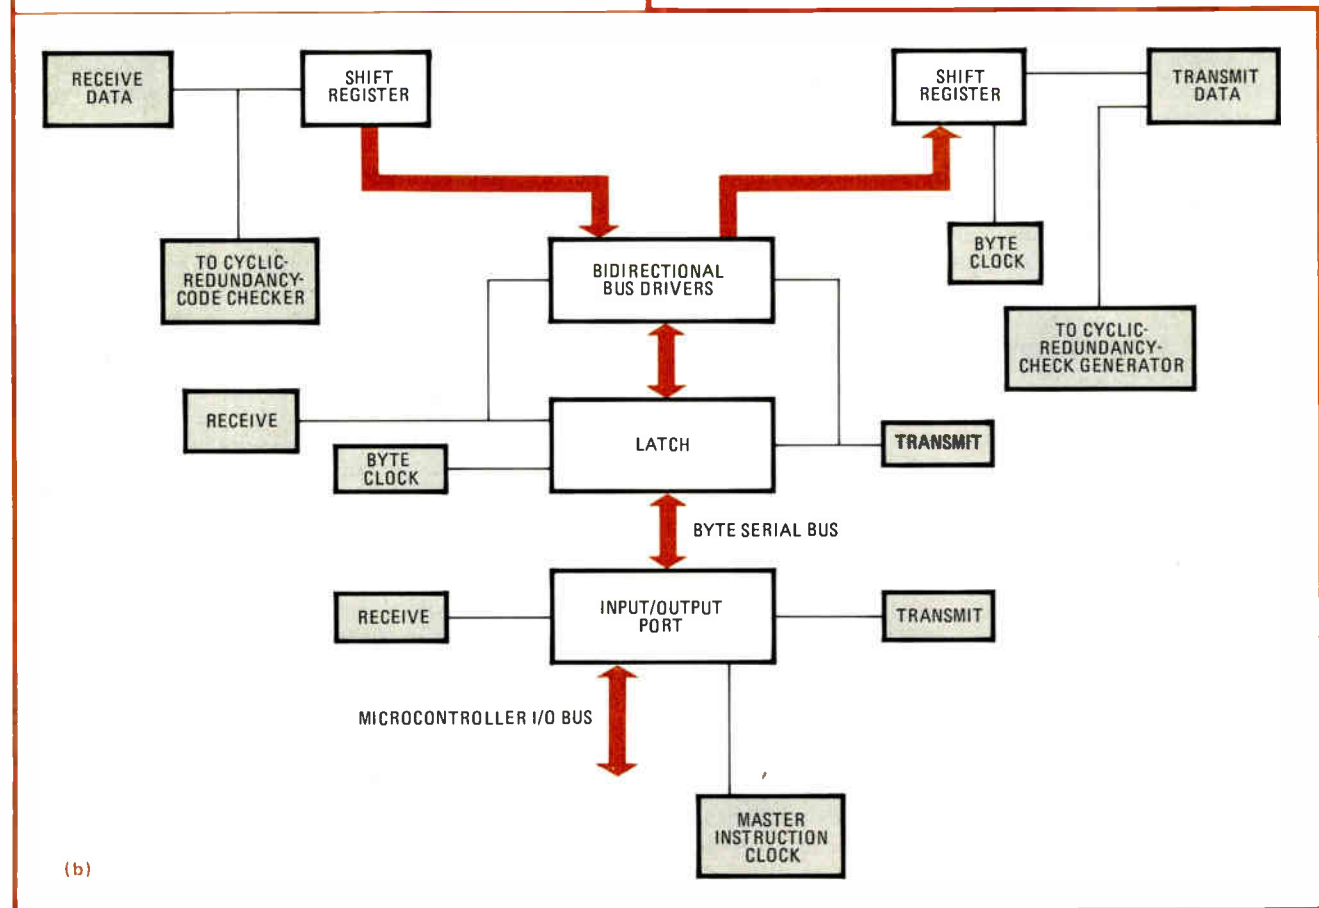 RECEIVE
DATA
SHIFT
REGISTER
SHIFT
REGISTER
TRANSMIT
DATA
TO CYCLIC-
REDUNDANCY-
CODE CHECKER
BIDIRECTIONAL
BUS DRIVERS
BYTE
CLOCK
TO CYCLIC-
REDUNDANCY-
CHECK GENERATOR
RECEIVE
BYTE
CLOCK
LATCH
TRANSMIT
BYTE SERIAL BUS
RECEIVE
INPUT/OUTPUT
PORT
TRANSMIT
MICROCONTROLLER I/O BUS
MASTER
INSTRUCTION
CLOCK
(b)